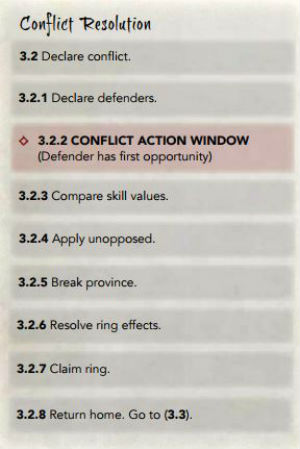 Conflict Resolution
3.2 Declare conflict.
3.2.1 Declare defenders.
◇ 3.2.2 CONFLICT ACTION WINDOW
(Defender has first opportunity)
3.2.3 Compare skill values.
3.2.4 Apply unopposed.
3.2.5 Break province.
3.2.6 Resolve ring effects.
3.2.7 Claim ring.
3.2.8 Return home. Go to (3.3).